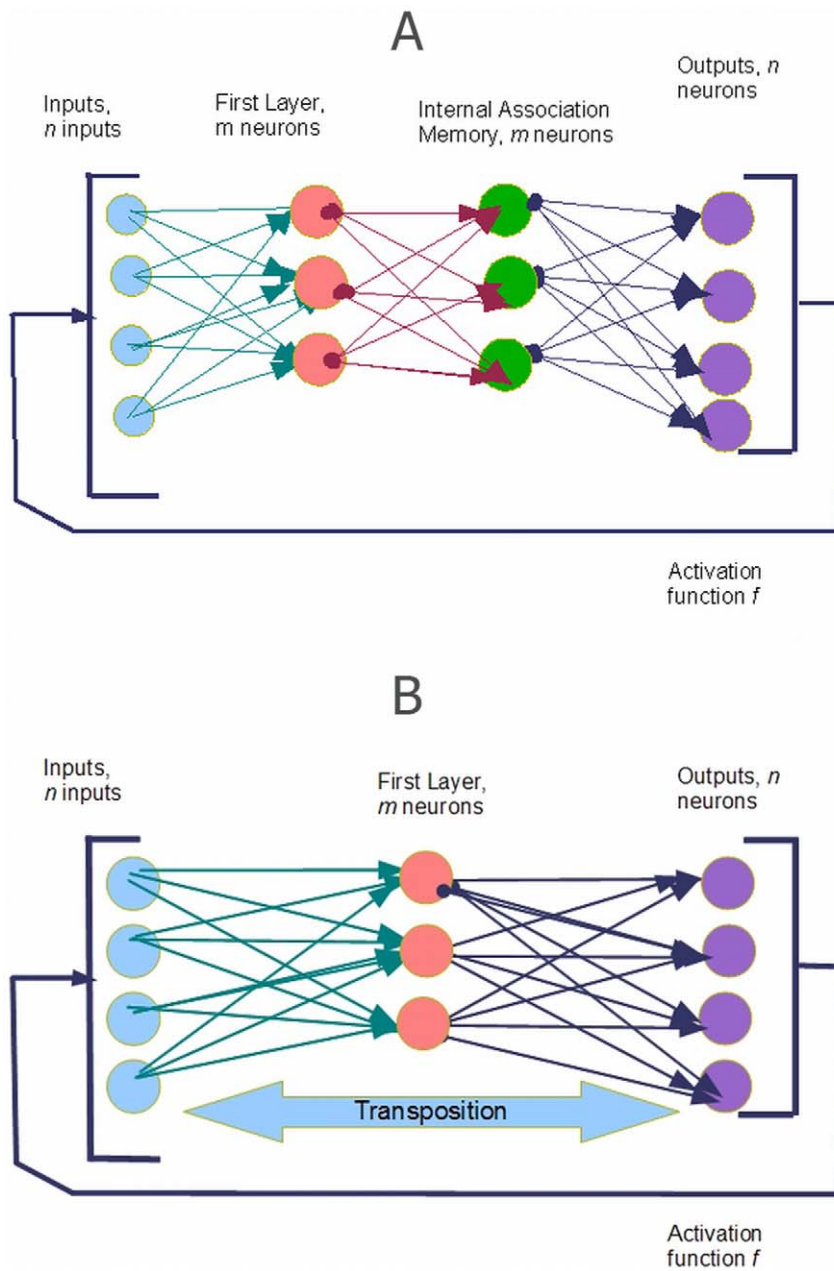 A
Inputs,
n inputs
First Layer,
m neurons
Internal Association
Memory, m neurons
Outputs, n
neurons
Activation
function f
B
Inputs,
n inputs
First Layer,
m neurons
Outputs, n
neurons
Transposition
Activation
function f